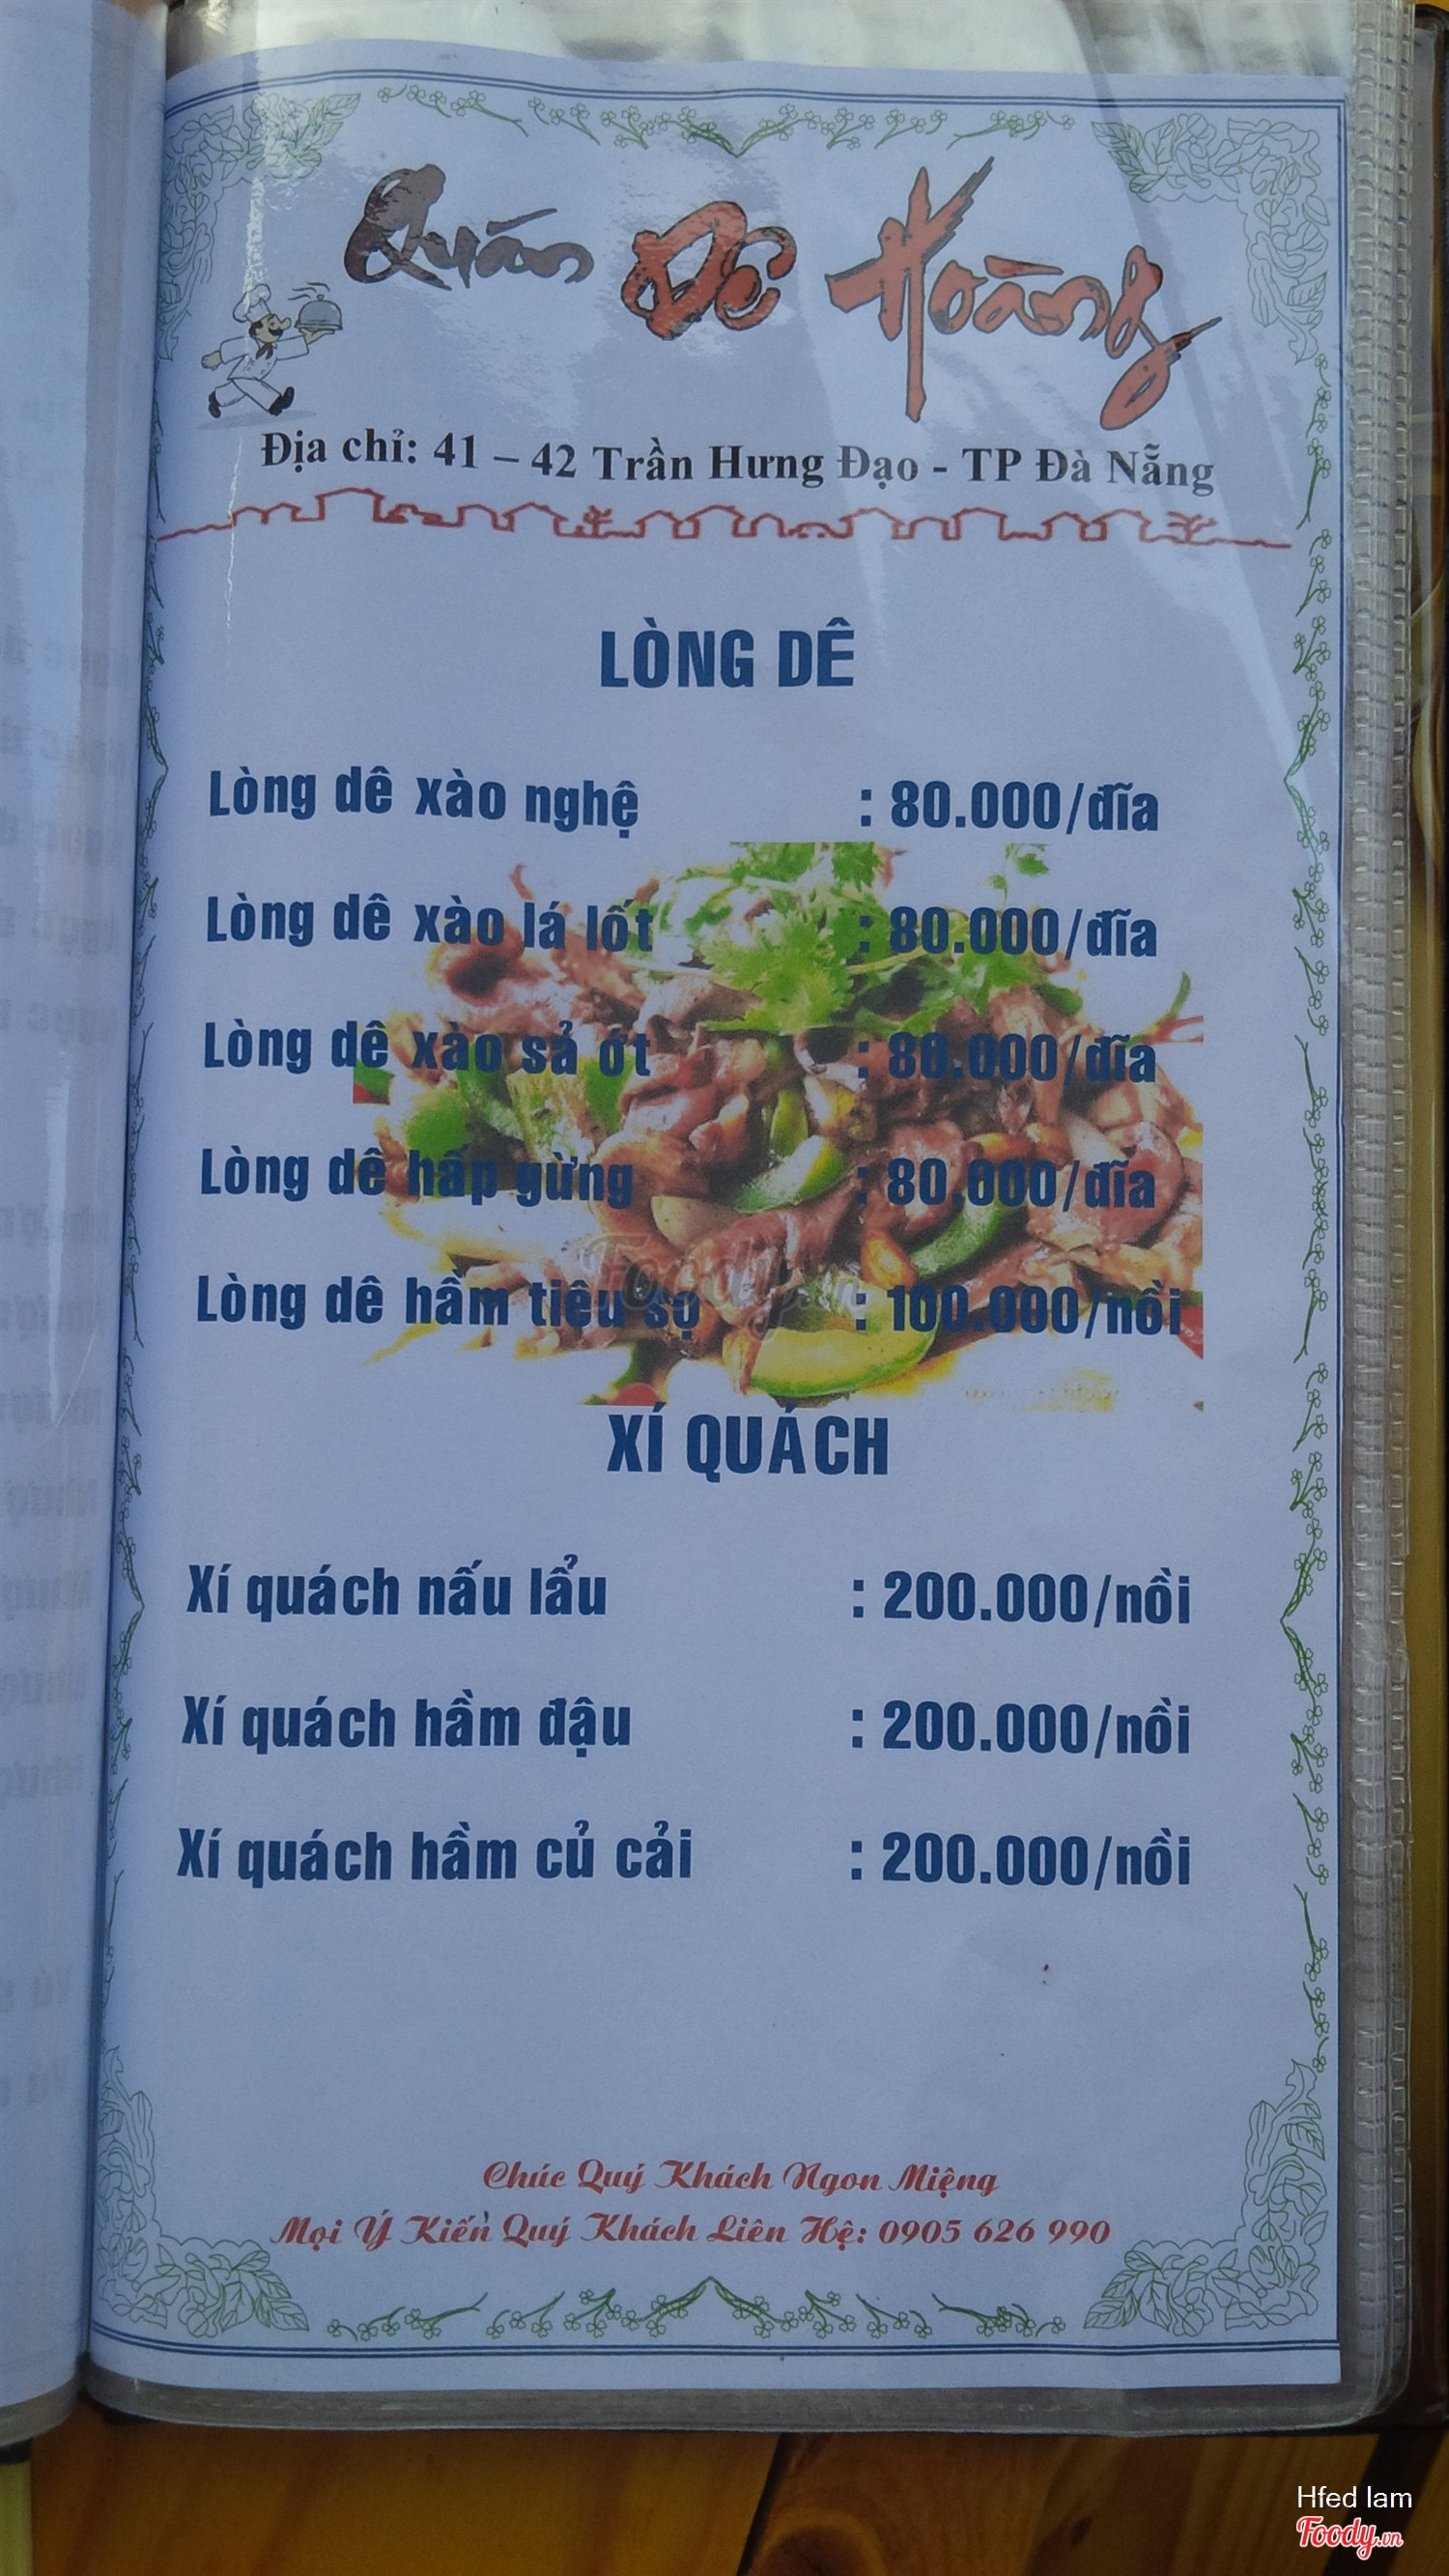 Quán Dê Hoàng
Địa chỉ: 41 – 42 Trần Hưng Đạo - TP Đà Nẵng
LÒNG DÊ
Lòng dê xào nghệ : 80.000/đĩa
Lòng dê xào lá lốt : 80.000/đĩa
Lòng dê xào sả ớt : 80.000/đĩa
Lòng dê hấp gừng : 80.000/đĩa
Lòng dê hầm tiêu sọ : 100.000/nồi
Foody.vn
XÍ QUÁCH
Xí quách nấu lẩu : 200.000/nồi
Xí quách hầm đậu : 200.000/nồi
Xí quách hầm củ cải : 200.000/nồi
Chúc Quý Khách Ngon Miệng
Mọi Ý Kiến Quý Khách Liên Hệ: 0905 626 990
Hfed lam
Foody.vn